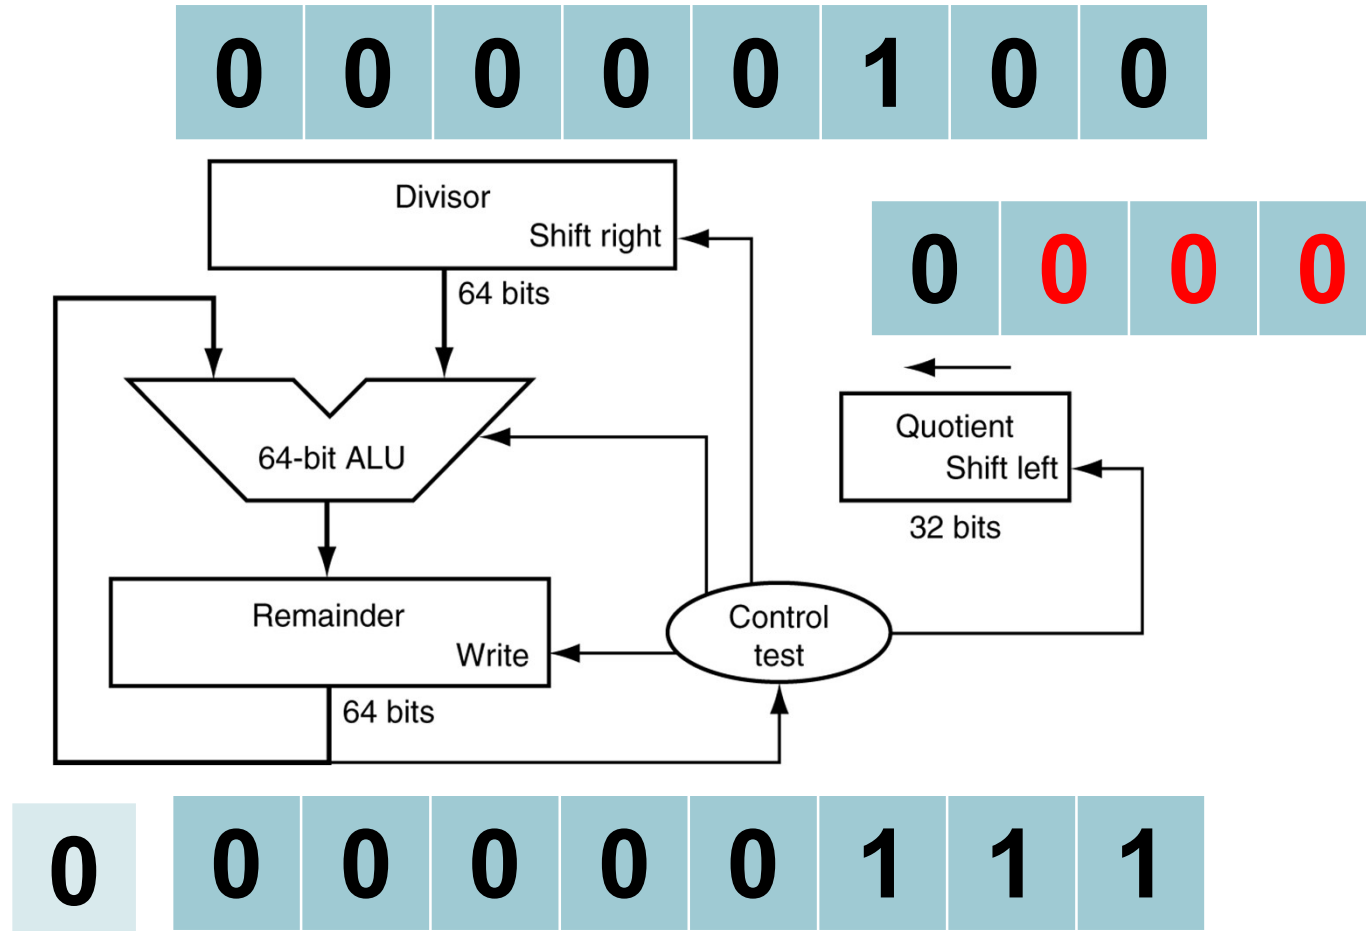 0 0 0 0 0 1 0 0
Divisor
Shift right
64 bits
0 0 0 0
64-bit ALU
Quotient
Shift left
32 bits
Remainder
Write
Control
test
64 bits
0 0 0 0 0 0 1 1 1